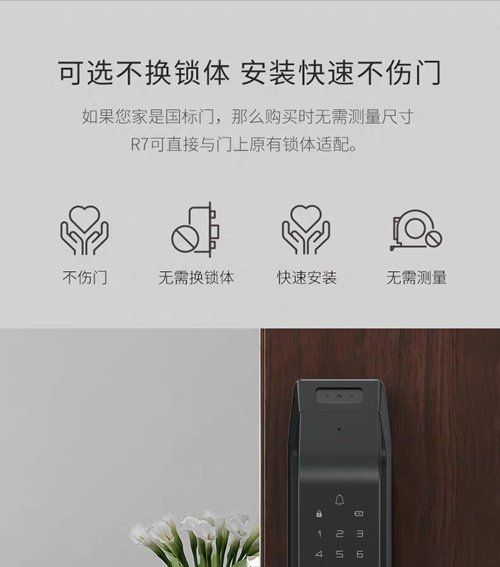 可选不换锁体 安装快速不伤门
如果您家是国标门，那么购买时无需测量尺寸
R7可直接与门上原有锁体适配。
不伤门 无需换锁体 快速安装 无需测量
1 2 3
4 5 6